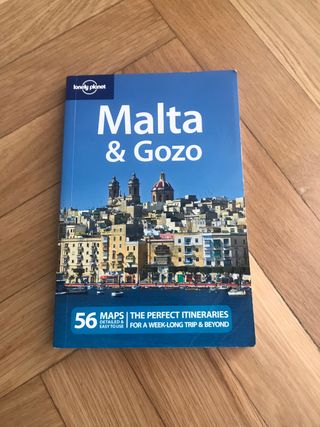 lonely planet
Malta
& Gozo
56 MAPS
DETAILED &
EASY TO USE
THE PERFECT ITINERARIES
FOR A WEEK-LONG TRIP & BEYOND